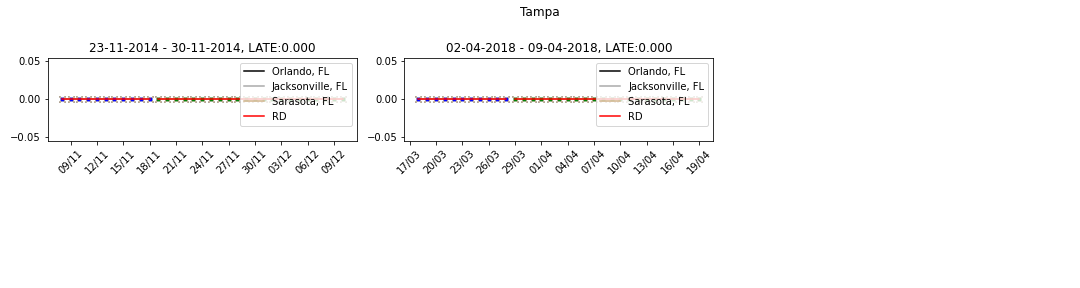 Tampa
23-11-2014 - 30-11-2014, LATE:0.000
0.05
0.00
−0.05
Orlando, FL
Jacksonville, FL
Sarasota, FL
RD
09/11 12/11 15/11 18/11 21/11 24/11 27/11 30/11 03/12 06/12 09/12
02-04-2018 - 09-04-2018, LATE:0.000
0.05
0.00
−0.05
Orlando, FL
Jacksonville, FL
Sarasota, FL
RD
17/03 20/03 23/03 26/03 29/03 01/04 04/04 07/04 10/04 13/04 16/04 19/04